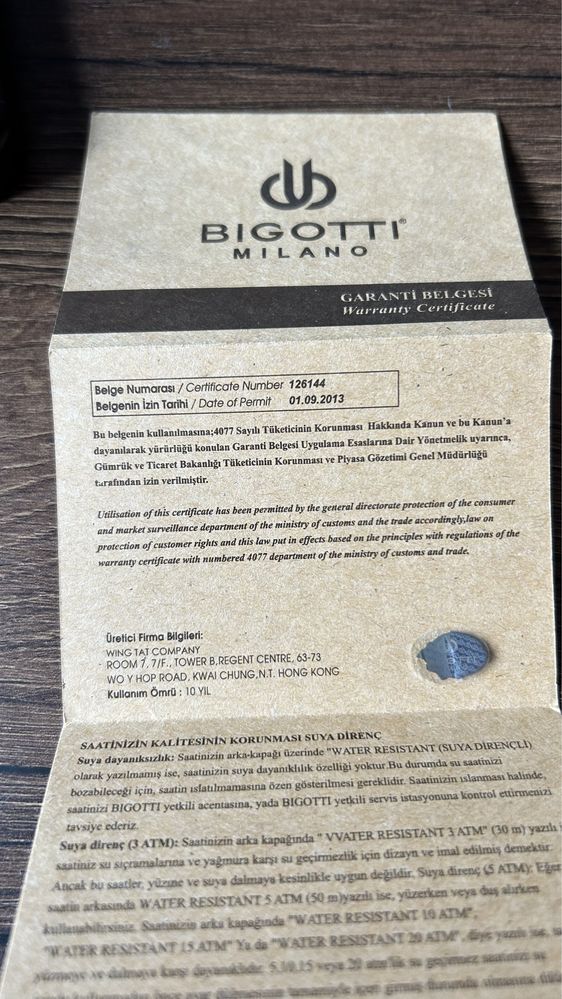 BIGOTTI®
MILANO
GARANTİ BELGESİ
Warranty Certificate
Belge Numarası / Certificate Number 126144
Belgenin İzin Tarihi / Date of Permit 01.09.2013
Bu belgenin kullanılmasına;4077 Sayılı Tüketicinin Korunması Hakkında Kanun ve bu Kanun'a
dayanılarak yürürlüğü konulan Garanti Belgesi Uygulama Esaslarına Dair Yönetmelik uyarınca,
Gümrük ve Ticaret Bakanlığı Tüketicinin Korunması ve Piyasa Gözetimi Genel Müdürlüğü
tarafından izin verilmiştir.
Utilisation of this certificate has been permitted by the general directorate protection of the consumer
and market surveillance department of the ministry of customs and the trade accordingly,law on
protection of customer rights and this law put in effects based on the principles with regulations of the
warranty certificate with numbered 4077 department of the ministry of customs and trade.
Üretici Firma Bilgileri:
WING TAT COMPANY
ROOM 7, 7/F., TOWER B,REGENT CENTRE, 63-73
WO Y HOP ROAD, KWAI CHUNG,N.T. HONG KONG
Kullanım Ömrü : 10 YIL
SAATİNİZİN KALİTESİNİN KORUNMASI SUYA DİRENÇ
Suya dayanıksızlık: Saatinizin arka-kapağı üzerinde "WATER RESISTANT (SUYA DİRENÇLİ)
olarak yazılmamış ise, saatinizin suya dayanıklılık özelliği yoktur.Bu durumda su saatinizi
bozabileceği için, saatin ıslatılmamasına özen gösterilmesi gereklidir. Saatinizin ıslanması halinde,
saatinizi BIGOTTI yetkili acentasına, yada BIGOTTI yetkili servis istasyonuna kontrol ettirmenizi
tavsiye ederiz.
Suya direnç (3 ATM): Saatinizin arka kapağında " VVATER RESISTANT 3 ATM" (30 m) yazılı
saatiniz su sıçramalarına ve yağmura karşı su geçirmezlik için dizayn ve imal edilmiş demektir.
Ancak bu saatler, yüzme ve suya dalmaya kesinlikle uygun değildir. Suya direnç (5 ATM): Eğer
saatin arkasında WATER RESISTANT 5 ATM (50 m)yazılı ise, yüzerken veya duş alırken
kullanabilirsiniz. Saatinizin arka kapağında "WATER RESISTANT 10 ATM",
"WATER RESISTANT 15 ATM" Ya da "WATER RESISTANT 20 ATM", diye yazılı ise,
yüzmeye ve dalmaya karşı dayanıklıdır. 5,10,15 veya 20